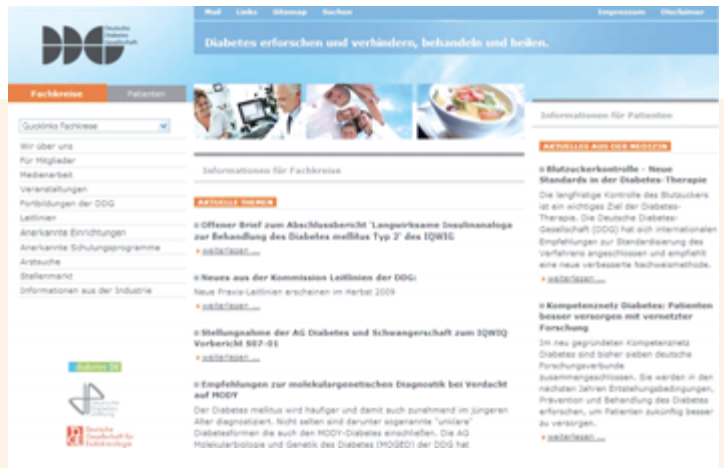 Mail Links Sitemap Suchen Impressum Disclaimer
DDG Deutsche
Diabetes
Gesellschaft
Diabetes erforschen und verhindern, behandeln und heilen.
Fachkreise Patienten
Quicklinks Fachkreise
Wir über uns
Für Mitglieder
Medienarbeit
Veranstaltungen
Fortbildungen der DDG
Leitlinien
Anerkannte Einrichtungen
Anerkannte Schulungsprogramme
Arztsuche
Stellenmarkt
Informationen aus der Industrie
diabetes DE
Deutsche
Diabetes
Stiftung
Deutsche
Gesellschaft für
Endokrinologie
Informationen für Fachkreise
AKTUELLE THEMEN
Offener Brief zum Abschlussbericht 'Langwirksame Insulinanaloga
zur Behandlung des Diabetes mellitus Typ 2' des IQWIG
weiterlesen ...
Neues aus der Kommission Leitlinien der DDG:
Neue Praxis-Leitlinien erscheinen im Herbst 2009
weiterlesen ...
Stellungnahme der AG Diabetes und Schwangerschaft zum IQWIQ
Vorbericht S07-01
weiterlesen ...
Empfehlungen zur molekulargenetischen Diagnostik bei Verdacht
auf MODY
Der Diabetes mellitus wird häufiger und damit auch zunehmend im jüngeren
Alter diagnostiziert. Nicht selten sind darunter sogenannte "unklare"
Diabetesformen die auch den MODY-Diabetes einschließen. Die AG
Molekularbiologie und Genetik des Diabetes (MOGED) der DDG hat
Informationen für Patienten
AKTUELLES AUS DER MEDIZIN
Blutzuckerkontrolle - Neue
Standards in der Diabetes-Therapie
Die langfristige Kontrolle des Blutzuckers
ist ein wichtiges Ziel der Diabetes-
Therapie. Die Deutsche Diabetes-
Gesellschaft (DDG) hat sich internationalen
Empfehlungen zur Standardisierung des
Verfahrens angeschlossen und empfiehlt
eine neue verbesserte Nachweismethode.
weiterlesen ...
Kompetenznetz Diabetes: Patienten
besser versorgen mit vernetzter
Forschung
Im neu gegründeten Kompetenznetz
Diabetes sind bisher sieben deutsche
Forschungsverbunde
zusammengeschlossen. Sie werden in den
nächsten Jahren Entstehungsbedingungen,
Prävention und Behandlung des Diabetes
erforschen, um Patienten zukünftig besser
zu versorgen.
weiterlesen ...